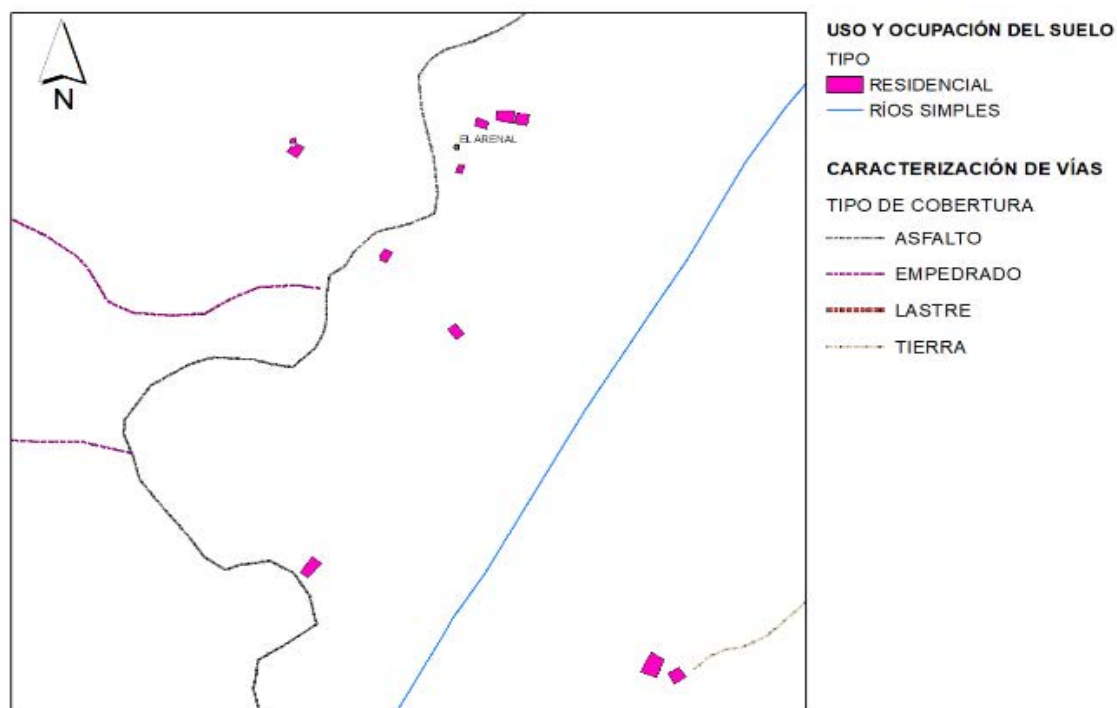 N
EL ARENAL
USO Y OCUPACIÓN DEL SUELO
TIPO
RESIDENCIAL
RÍOS SIMPLES
CARACTERIZACIÓN DE VÍAS
TIPO DE COBERTURA
ASFALTO
EMPEDRADO
LASTRE
TIERRA